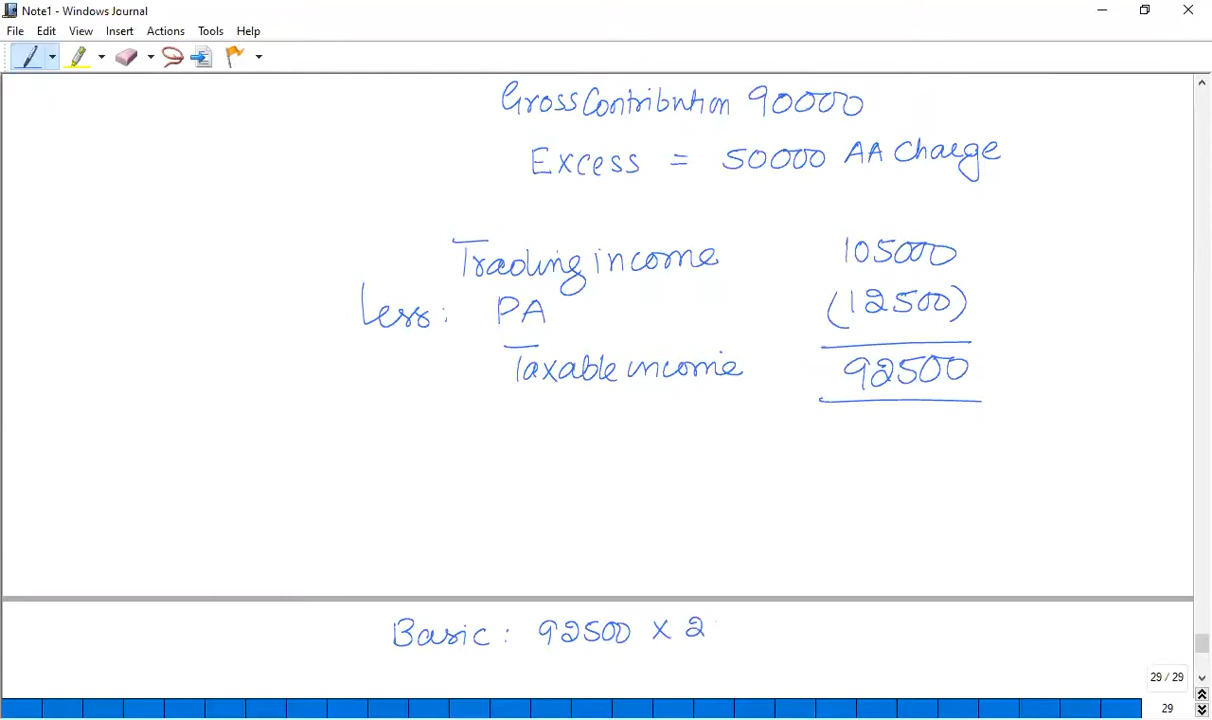 Note1 - Windows Journal
File Edit View Insert Actions Tools Help
Gross Contribution 90000
Excess = 50000 AA Charge
Trading income 105000
Less: PA (12500)
Taxable income 92500
Basic: 92500 x 2
29 / 29
29